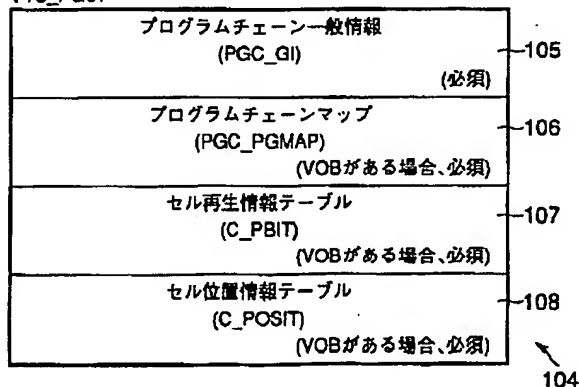 プログラムチェーン一般情報
(PGC_GI)
(必須)
105
プログラムチェーンマップ
(PGC_PGMAP)
(VOBがある場合、必須)
106
セル再生情報テーブル
(C_PBIT)
(VOBがある場合、必須)
107
セル位置情報テーブル
(C_POSIT)
(VOBがある場合、必須)
108
104